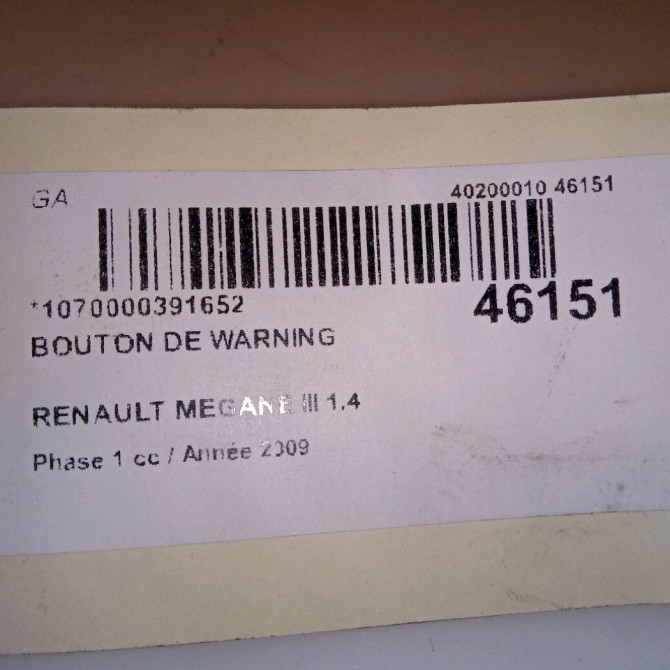 GA
40200010 46151
*1070000391652
46151
BOUTON DE WARNING
RENAULT MEGANE III 1.4
Phase 1 cc / Année 2009